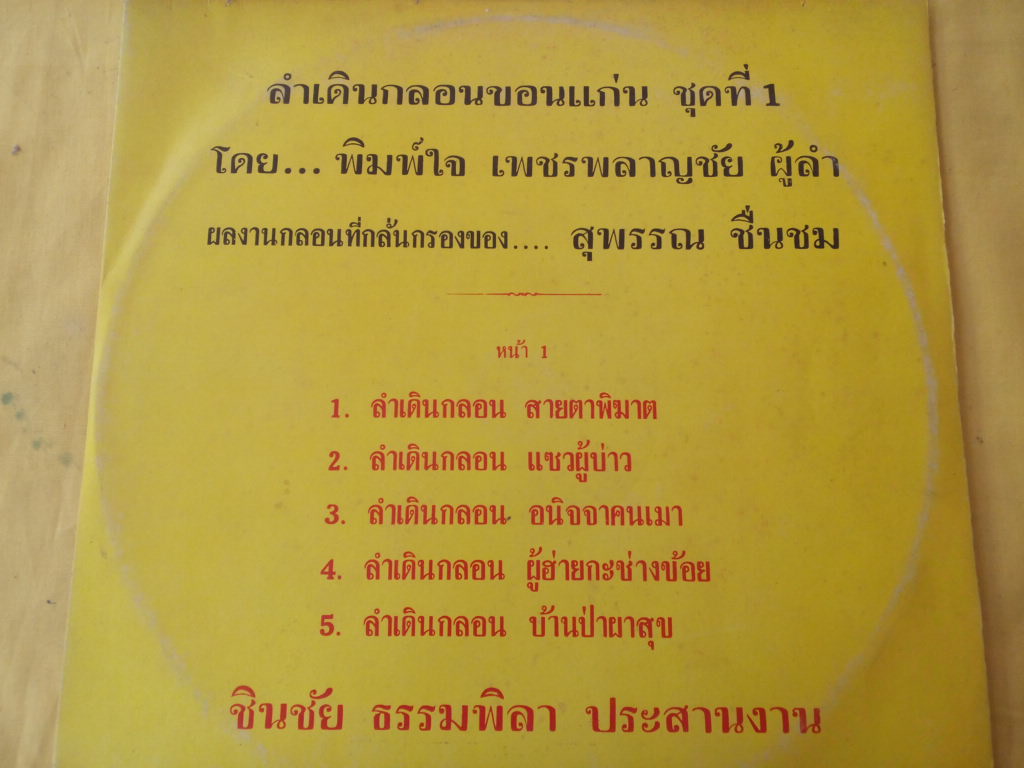 ลำเดินกลอนขอนแก่น ชุดที่ 1
โดย... พิมพ์ใจ เพชรพลาญชัย ผู้ลำ
ผลงานกลอนที่กลั่นกรองของ.... สุพรรณ ชื่นชม
หน้า 1
1. ลำเดินกลอน สายตาพิฆาต
2. ลำเดินกลอน แซวผู้บ่าว
3. ลำเดินกลอน อนิจจาคนเมา
4. ลำเดินกลอน ผู้ฮ่ายกะช่างข้อย
5. ลำเดินกลอน บ้านป่าผาสุข
ชินชัย ธรรมพิลา ประสานงาน